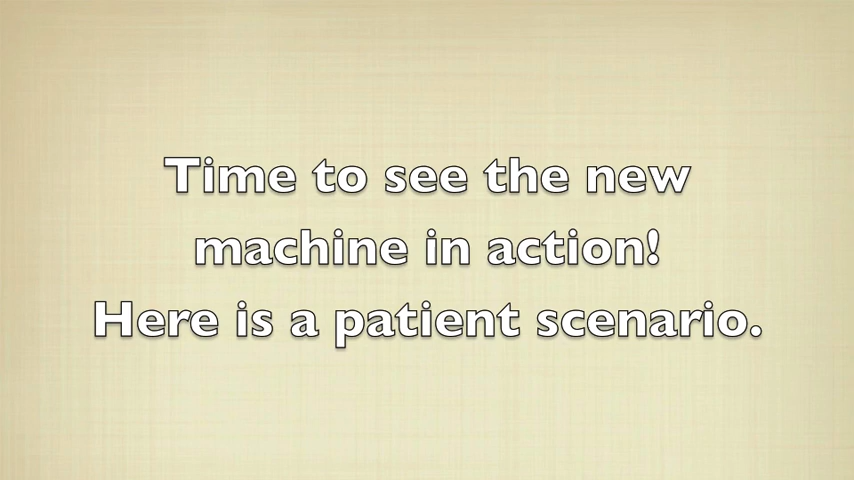 Time to see the new
machine in action!
Here is a patient scenario.